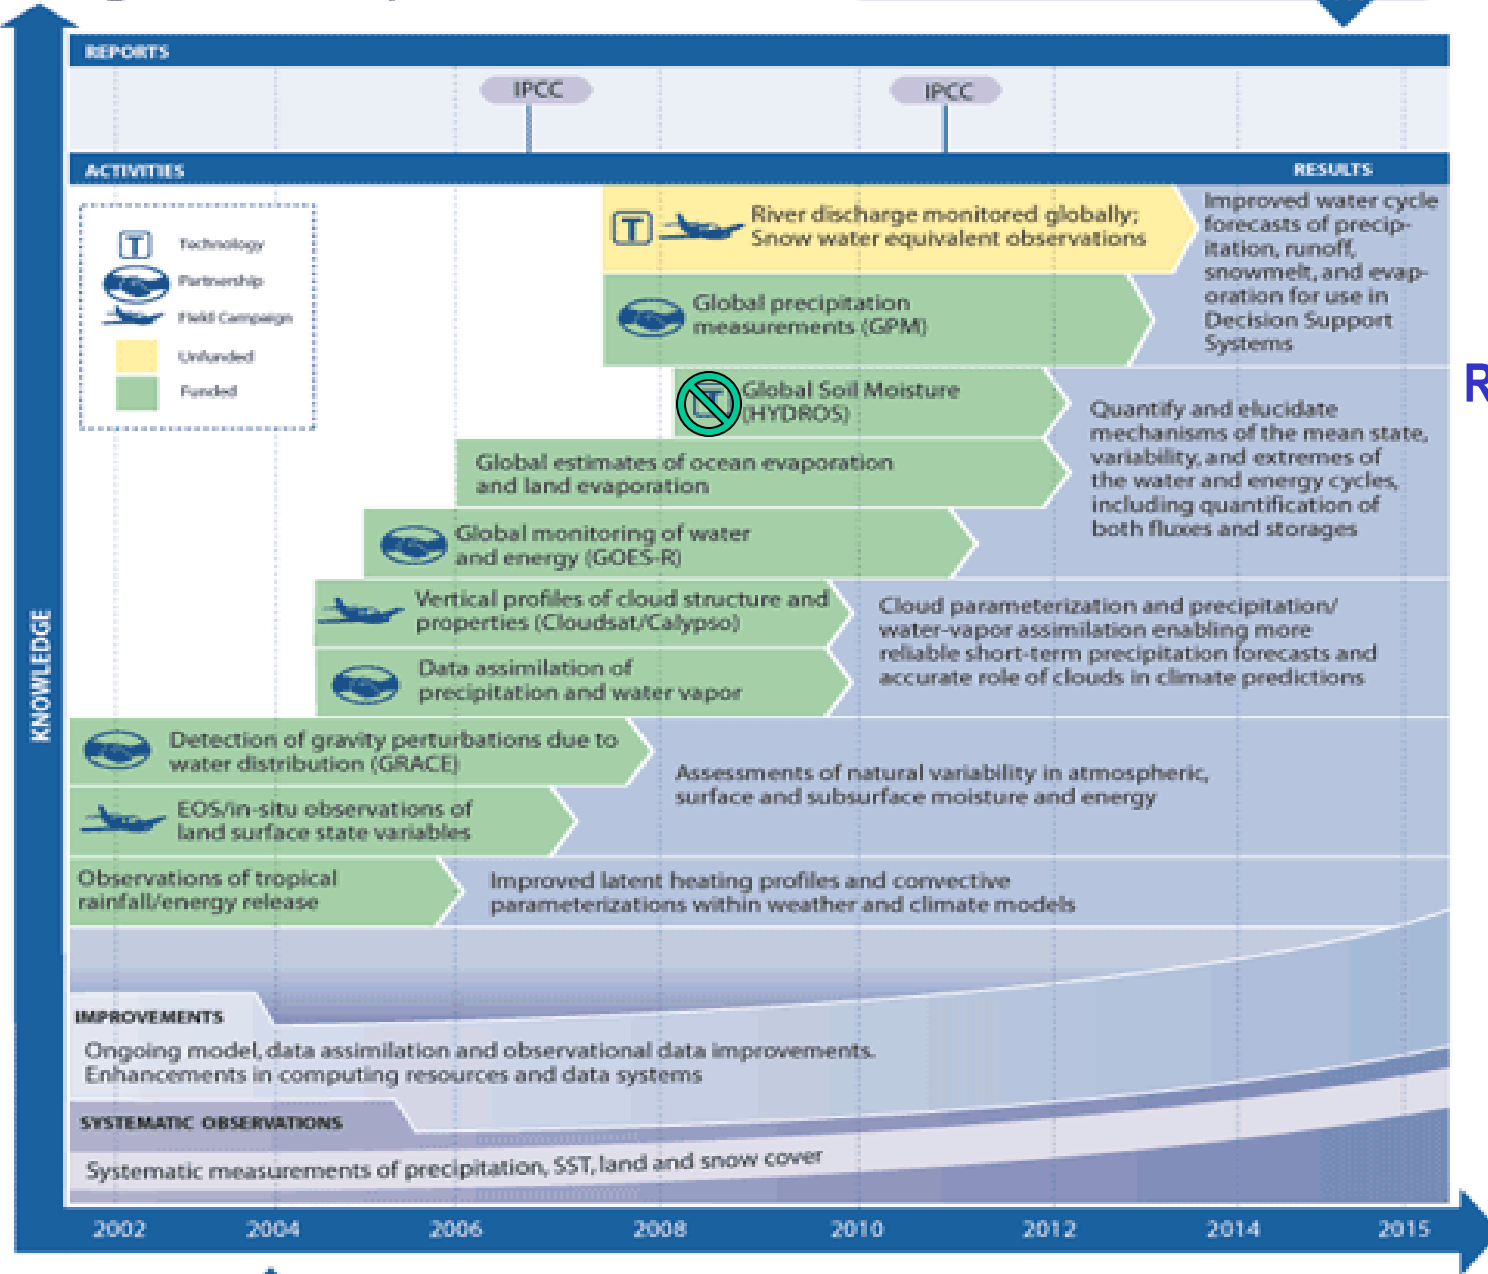 REPORTS
IPCC
IPCC
ACTIVITIES
RESULTS
T
Technology
Partnership
Field Campaign
Unfunded
Funded
T
River discharge monitored globally;
Snow water equivalent observations
Global precipitation
measurements (GPM)
T
Global Soil Moisture
(HYDROS)
Global estimates of ocean evaporation
and land evaporation
Global monitoring of water
and energy (GOES-R)
Vertical profiles of cloud structure and
properties (Cloudsat/Calypso)
Data assimilation of
precipitation and water vapor
Detection of gravity perturbations due to
water distribution (GRACE)
EOS/in-situ observations of
land surface state variables
Observations of tropical
rainfall/energy release
Improved water cycle
forecasts of precip-
itation, runoff,
snowmelt, and evap-
oration for use in
Decision Support
Systems
R
Quantify and elucidate
mechanisms of the mean state,
variability, and extremes of
the water and energy cycles,
including quantification of
both fluxes and storages
Cloud parameterization and precipitation/
water-vapor assimilation enabling more
reliable short-term precipitation forecasts and
accurate role of clouds in climate predictions
Assessments of natural variability in atmospheric,
surface and subsurface moisture and energy
Improved latent heating profiles and convective
parameterizations within weather and climate models
KNOWLEDGE
IMPROVEMENTS
Ongoing model, data assimilation and observational data improvements.
Enhancements in computing resources and data systems
SYSTEMATIC OBSERVATIONS
Systematic measurements of precipitation, SST, land and snow cover
2002 2004 2006 2008 2010 2012 2014 2015